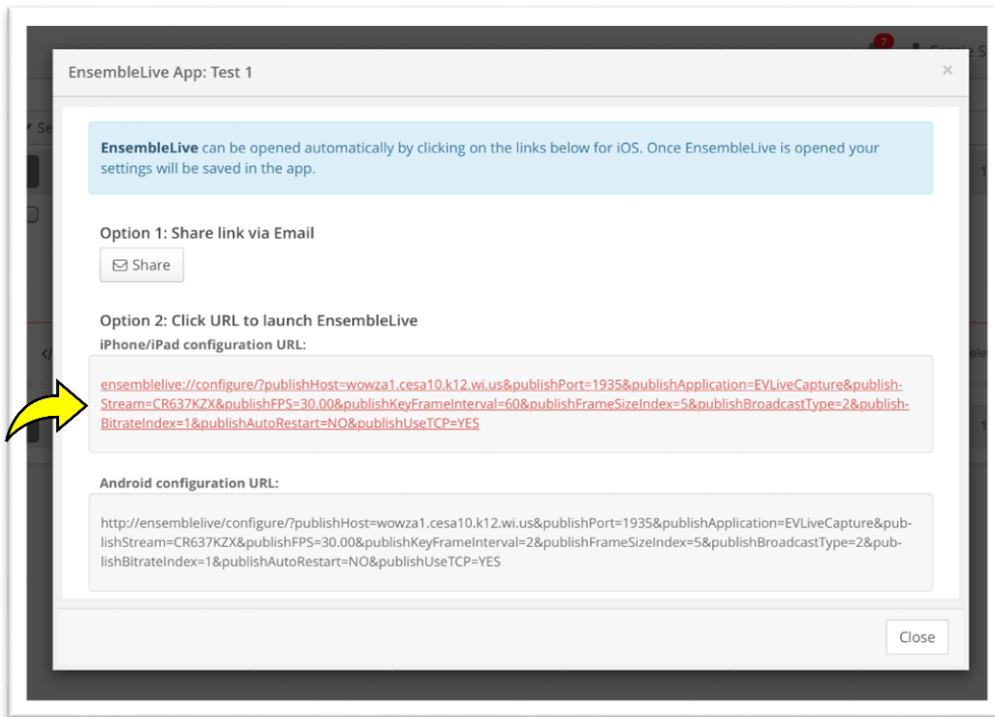 7
EnsembleLive App: Test 1
×
EnsembleLive can be opened automatically by clicking on the links below for iOS. Once EnsembleLive is opened your
settings will be saved in the app.
Option 1: Share link via Email
Share
Option 2: Click URL to launch EnsembleLive
iPhone/iPad configuration URL:
ensemblelive://configure/?publishHost=wowza1.cesa10.k12.wi.us&publishPort=1935&publishApplication=EVLiveCapture&publish-
Stream=CR637KZX&publishFPS=30.00&publishKeyFrameInterval=60&publishFrameSizeIndex=5&publishBroadcastType=2&publish-
BitrateIndex=1&publishAutoRestart=NO&publishUseTCP=YES
Android configuration URL:
http://ensemblelive/configure/?publishHost=wowza1.cesa10.k12.wi.us&publishPort=1935&publishApplication=EVLiveCapture&pub-
lishStream=CR637KZX&publishFPS=30.00&publishKeyFrameInterval=2&publishFrameSizeIndex=5&publishBroadcastType=2&pub-
lishBitrateIndex=1&publishAutoRestart=NO&publishUseTCP=YES
Close